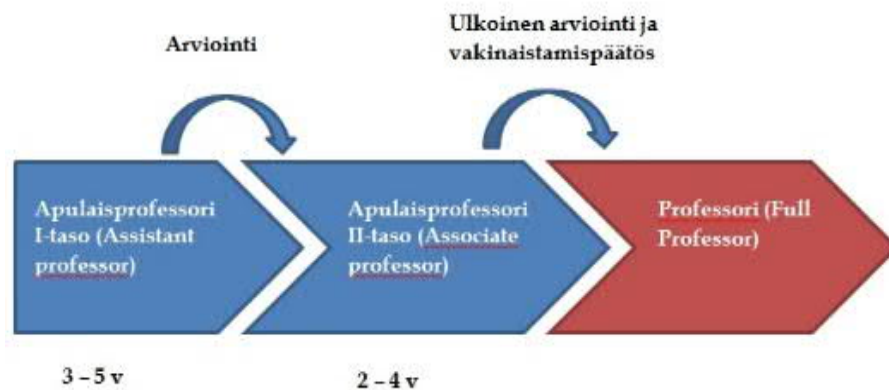 Arviointi
Ulkoinen arviointi ja
vakinaistamispäätös
Apulaisprofessori
I-taso (Assistant
professor)
Apulaisprofessori
II-taso (Associate
professor)
Professori (Full
Professor)
3 – 5 v
2 – 4 v